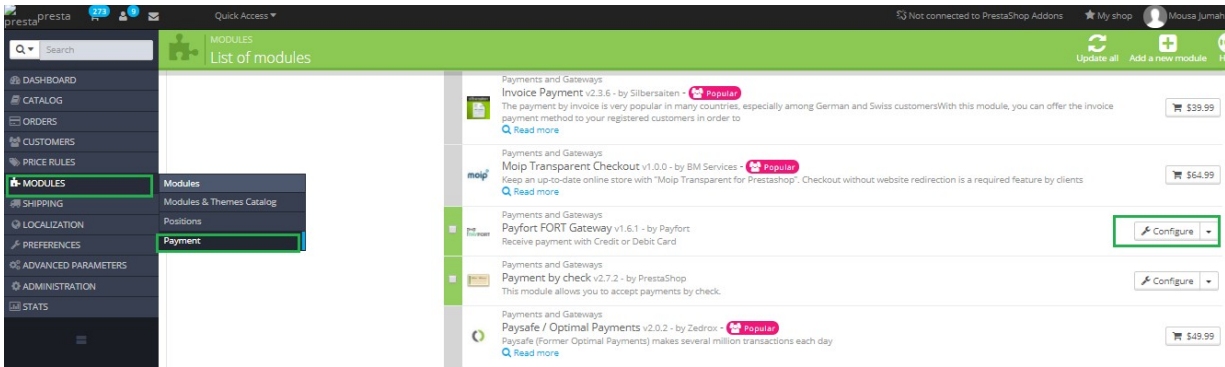 presta
presta
273
9
Quick Access
Not connected to PrestaShop Addons
My shop
Mousa Jumah
Search
MODULES
List of modules
Update all
Add a new module
DASHBOARD
CATALOG
ORDERS
CUSTOMERS
PRICE RULES
MODULES
SHIPPING
LOCALIZATION
PREFERENCES
ADVANCED PARAMETERS
ADMINISTRATION
STATS
Modules
Modules & Themes Catalog
Positions
Payment
Payments and Gateways
Invoice Payment v2.3.6 - by Silbersaiten - Popular
The payment by invoice is very popular in many countries, especially among German and Swiss customersWith this module, you can offer the invoice
payment method to your registered customers in order to
Read more
$39.99
Payments and Gateways
moip
Moip Transparent Checkout v1.0.0 - by BM Services - Popular
Keep an up-to-date online store with "Moip Transparent for Prestashop". Checkout without website redirection is a required feature by clients
Read more
$64.99
Payments and Gateways
Payfort FORT Gateway v1.6.1 - by Payfort
Receive payment with Credit or Debit Card
Configure
Payments and Gateways
Payment by check v2.7.2 - by PrestaShop
This module allows you to accept payments by check.
Configure
Payments and Gateways
Paysafe / Optimal Payments v2.0.2 - by Zedrox - Popular
Paysafe (Former Optimal Payments) makes several million transactions each day
Read more
$49.99